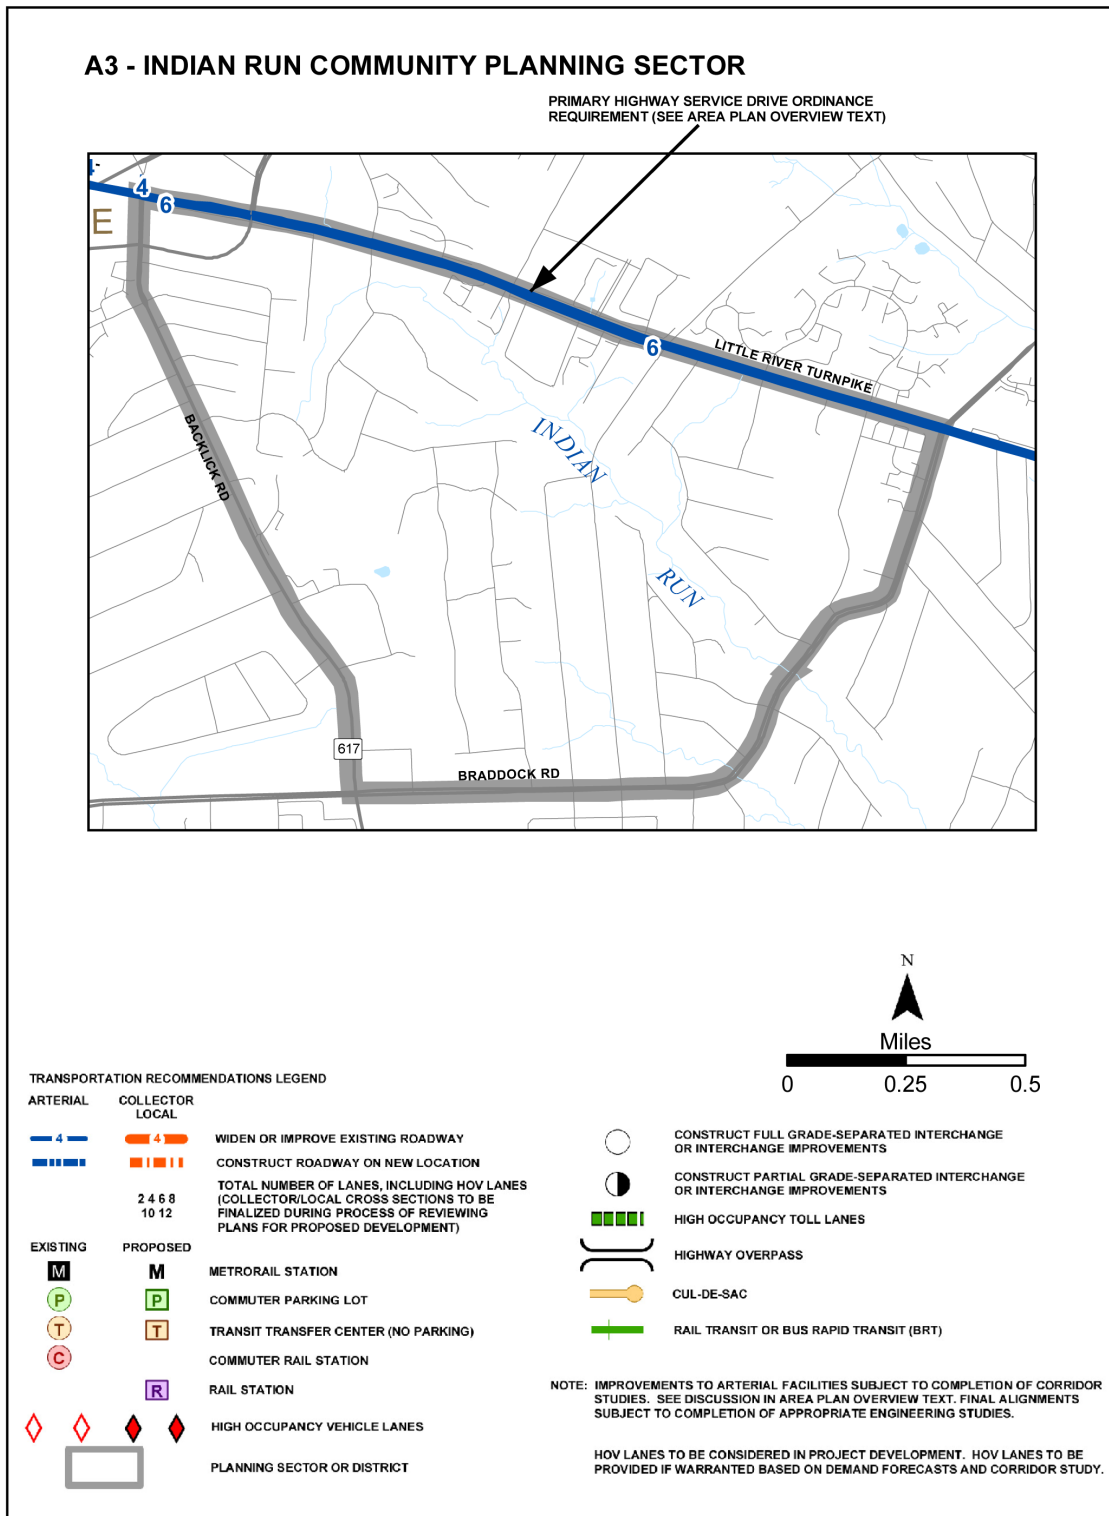 A3 - INDIAN RUN COMMUNITY PLANNING SECTOR
PRIMARY HIGHWAY SERVICE DRIVE ORDINANCE
REQUIREMENT (SEE AREA PLAN OVERVIEW TEXT)
4
6
E
6
LITTLE RIVER TURNPIKE
BACKLICK RD
INDIAN
RUN
617
BRADDOCK RD
N
Miles
0 0.25 0.5
TRANSPORTATION RECOMMENDATIONS LEGEND
ARTERIAL COLLECTOR
LOCAL
4 4 WIDEN OR IMPROVE EXISTING ROADWAY
CONSTRUCT ROADWAY ON NEW LOCATION
TOTAL NUMBER OF LANES, INCLUDING HOV LANES
2 4 6 8 (COLLECTOR/LOCAL CROSS SECTIONS TO BE
10 12 FINALIZED DURING PROCESS OF REVIEWING
PLANS FOR PROPOSED DEVELOPMENT)
EXISTING PROPOSED
M M METRORAIL STATION
P P COMMUTER PARKING LOT
T T TRANSIT TRANSFER CENTER (NO PARKING)
C COMMUTER RAIL STATION
R RAIL STATION
HIGH OCCUPANCY VEHICLE LANES
PLANNING SECTOR OR DISTRICT
CONSTRUCT FULL GRADE-SEPARATED INTERCHANGE
OR INTERCHANGE IMPROVEMENTS
CONSTRUCT PARTIAL GRADE-SEPARATED INTERCHANGE
OR INTERCHANGE IMPROVEMENTS
HIGH OCCUPANCY TOLL LANES
HIGHWAY OVERPASS
CUL-DE-SAC
RAIL TRANSIT OR BUS RAPID TRANSIT (BRT)
NOTE: IMPROVEMENTS TO ARTERIAL FACILITIES SUBJECT TO COMPLETION OF CORRIDOR
STUDIES. SEE DISCUSSION IN AREA PLAN OVERVIEW TEXT. FINAL ALIGNMENTS
SUBJECT TO COMPLETION OF APPROPRIATE ENGINEERING STUDIES.
HOV LANES TO BE CONSIDERED IN PROJECT DEVELOPMENT. HOV LANES TO BE
PROVIDED IF WARRANTED BASED ON DEMAND FORECASTS AND CORRIDOR STUDY.